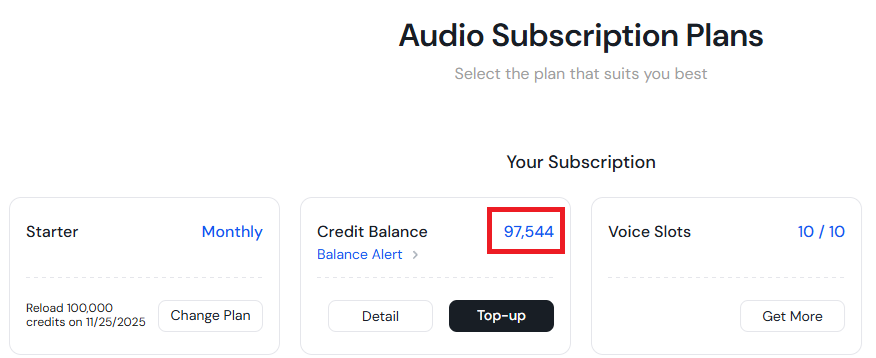 Audio Subscription Plans
Select the plan that suits you best
Your Subscription
Starter Monthly
Reload 100,000
credits on 11/25/2025
Change Plan
Credit Balance 97,544
Balance Alert >
Detail Top-up
Voice Slots 10 / 10
Get More